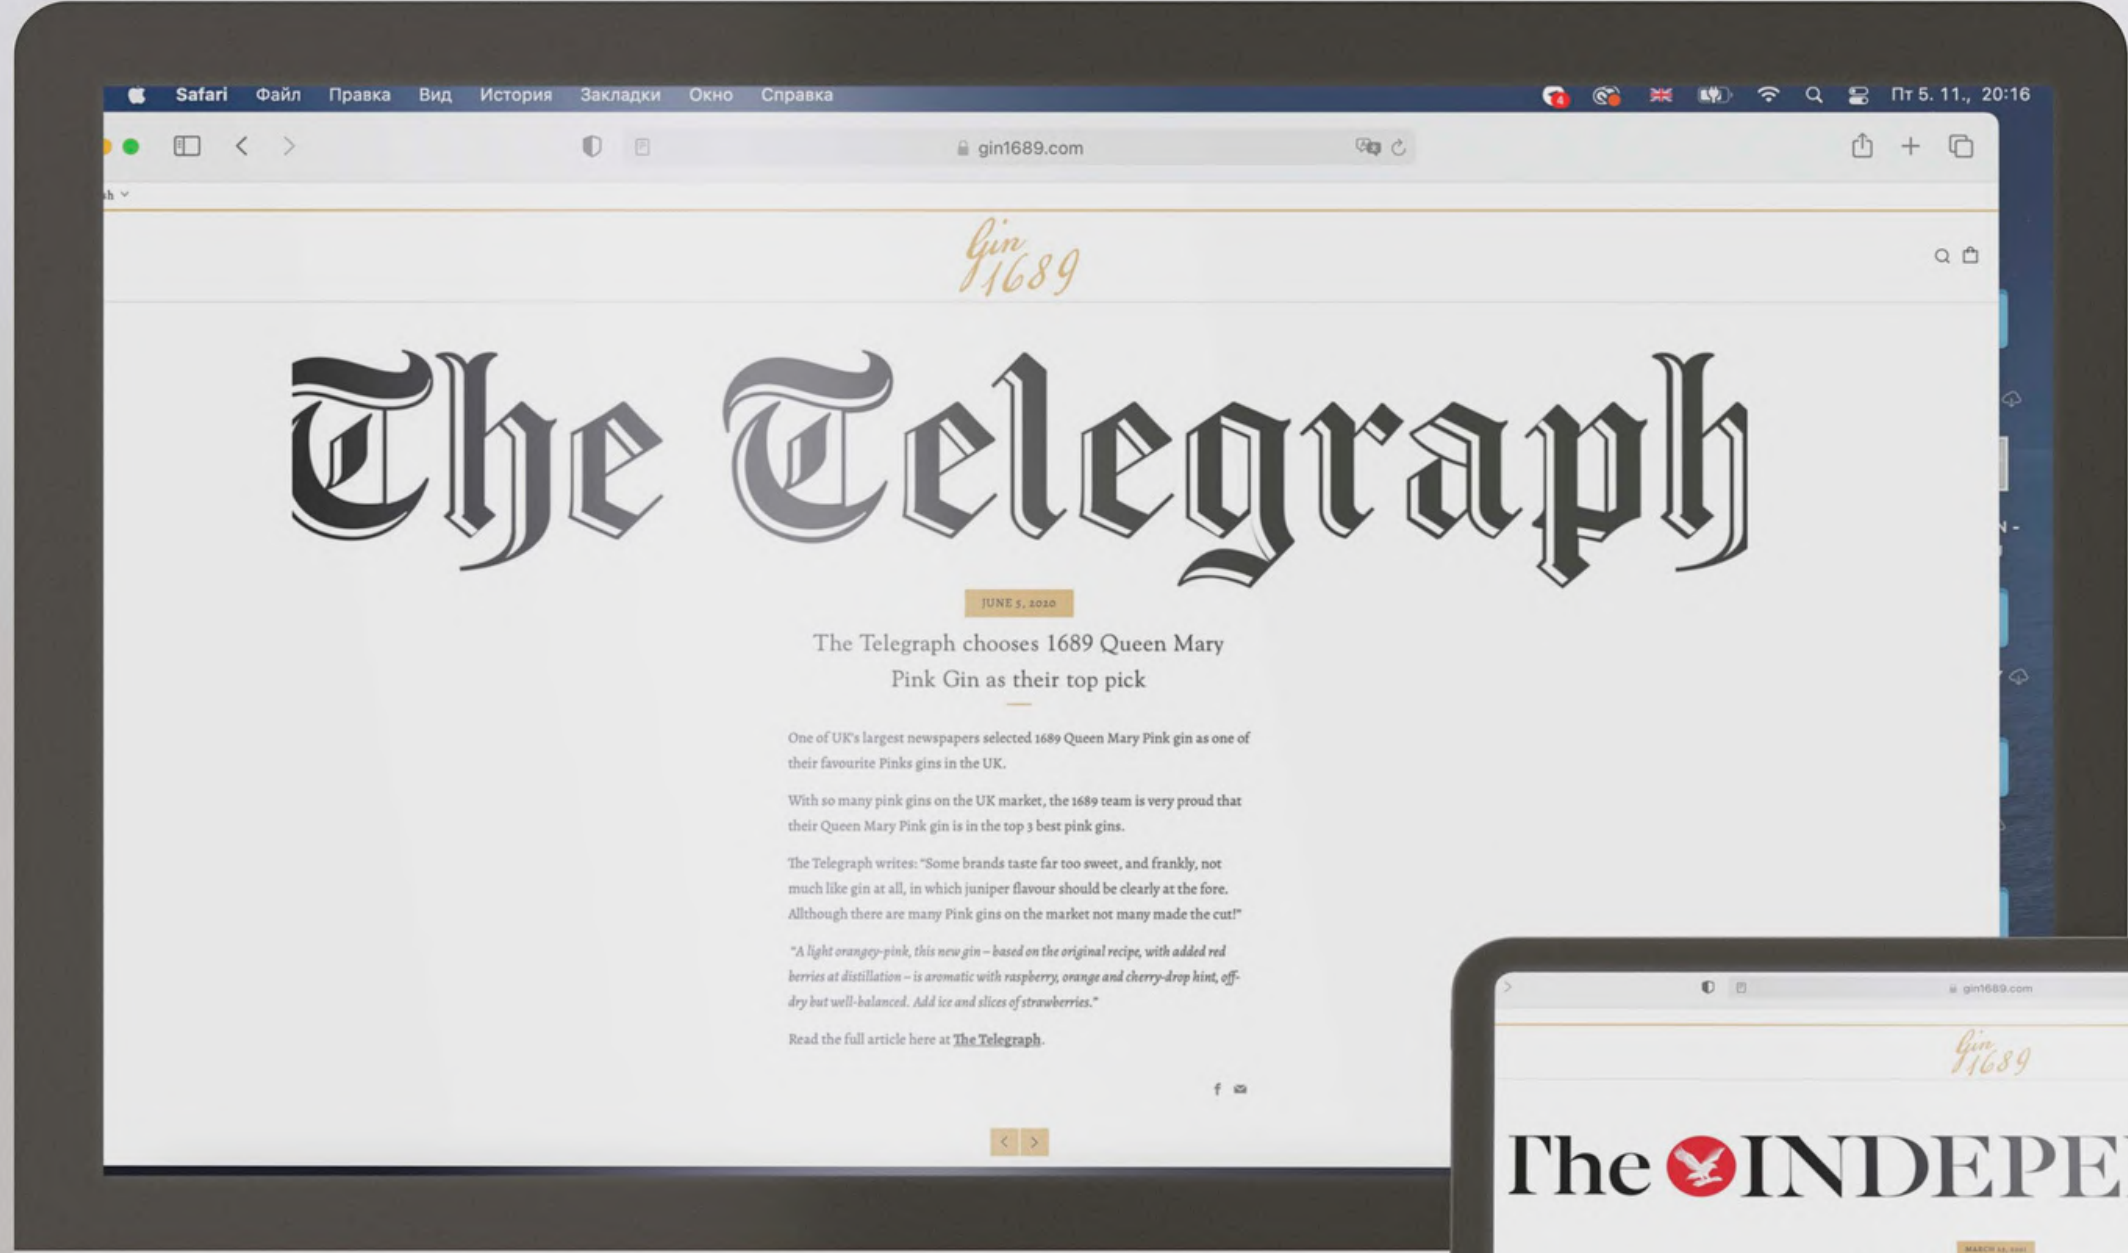 Safari Файл Правка Вид История Закладки Окно Справка
4
Пт 5. 11., 20:16
gin1689.com
sh
Gin
1689
The Telegraph
JUNE 5, 2020
The Telegraph chooses 1689 Queen Mary
Pink Gin as their top pick
One of UK's largest newspapers selected 1689 Queen Mary Pink gin as one of
their favourite Pinks gins in the UK.
With so many pink gins on the UK market, the 1689 team is very proud that
their Queen Mary Pink gin is in the top 3 best pink gins.
The Telegraph writes: "Some brands taste far too sweet, and frankly, not
much like gin at all, in which juniper flavour should be clearly at the fore.
Allthough there are many Pink gins on the market not many made the cut!"
"A light orangey-pink, this new gin – based on the original recipe, with added red
berries at distillation – is aromatic with raspberry, orange and cherry-drop hint, off-
dry but well-balanced. Add ice and slices of strawberries."
Read the full article here at The Telegraph.
f
N -
gin1689.com
Gin
1689
The INDEPE
MARCH